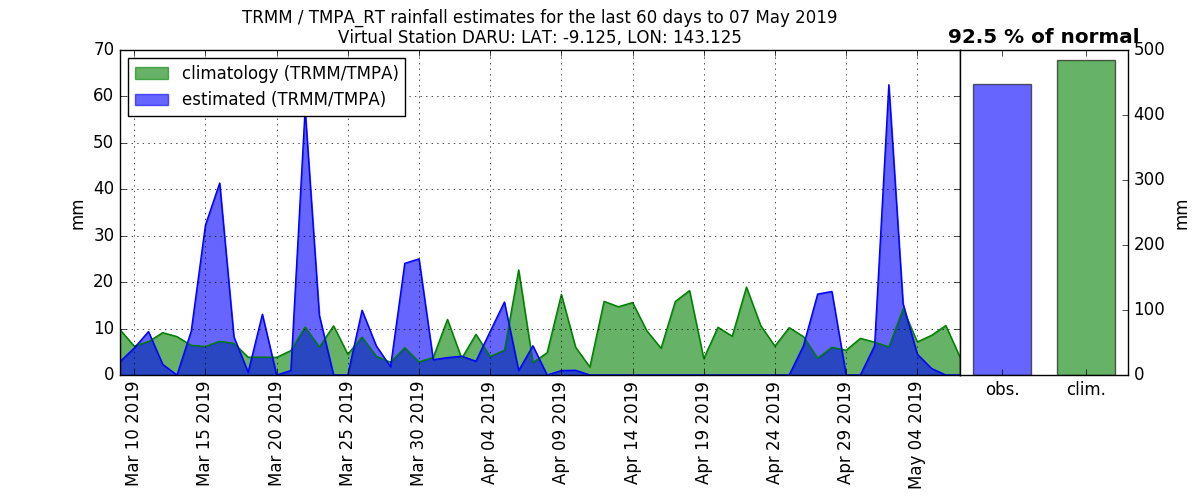 TRMM / TMPA_RT rainfall estimates for the last 60 days to 07 May 2019
Virtual Station DARU: LAT: -9.125, LON: 143.125
92.5 % of normal
climatology (TRMM/TMPA)
estimated (TRMM/TMPA)
70
60
50
40
30
20
10
0
mm
Mar 10 2019
Mar 15 2019
Mar 20 2019
Mar 25 2019
Mar 30 2019
Apr 04 2019
Apr 09 2019
Apr 14 2019
Apr 19 2019
Apr 24 2019
Apr 29 2019
May 04 2019
obs.
clim.
500
400
300
200
100
0
mm